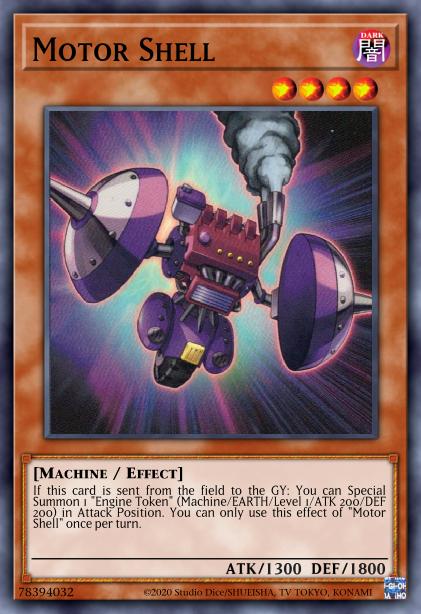 MOTOR SHELL
DARK
闇
[MACHINE / EFFECT]
If this card is sent from the field to the GY: You can Special
Summon 1 "Engine Token" (Machine/EARTH/Level 1/ATK 200/DEF
200) in Attack Position. You can only use this effect of "Motor
Shell" once per turn.
ATK/1300 DEF/1800
78394032
©2020 Studio Dice/SHUEISHA, TV TOKYO, KONAMI